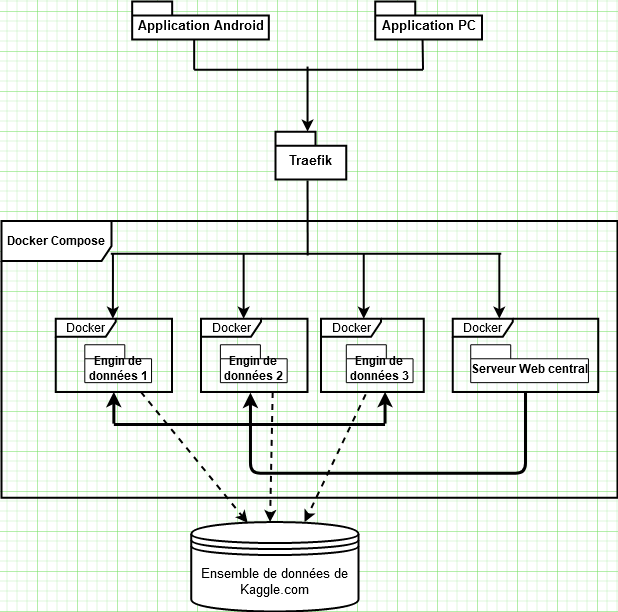 Application Android
Application PC
Traefik
Docker Compose
Docker
Docker
Docker
Docker
Engin de
données 1
Engin de
données 2
Engin de
données 3
Serveur Web central
Ensemble de données de
Kaggle.com